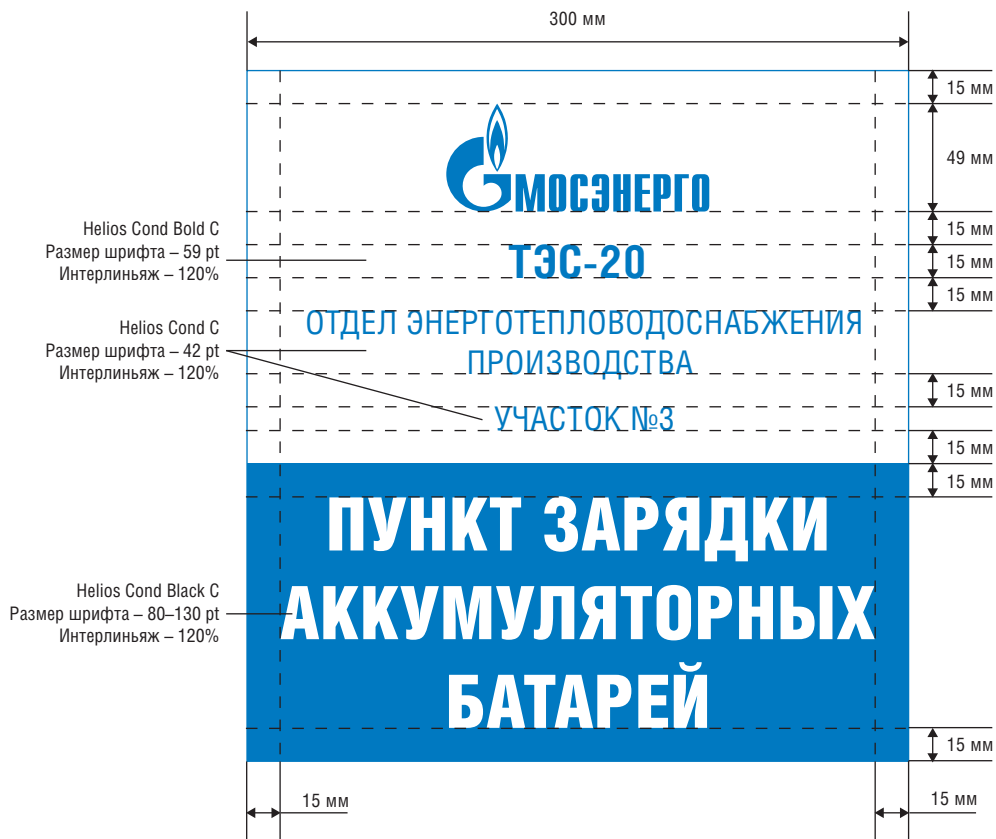 300 мм
15 мм
МОСЭНЕРГО
49 мм
Helios Cond Bold C
Размер шрифта – 59 pt
Интерлиньяж – 120%
15 мм
ТЭС-20
15 мм
15 мм
Helios Cond C
Размер шрифта – 42 pt
Интерлиньяж – 120%
ОТДЕЛ ЭНЕРГОТЕПЛОВОДОСНАБЖЕНИЯ
ПРОИЗВОДСТВА
15 мм
УЧАСТОК №3
15 мм
15 мм
ПУНКТ ЗАРЯДКИ
АККУМУЛЯТОРНЫХ
БАТАРЕЙ
Helios Cond Black C
Размер шрифта – 80–130 pt
Интерлиньяж – 120%
15 мм
15 мм
15 мм